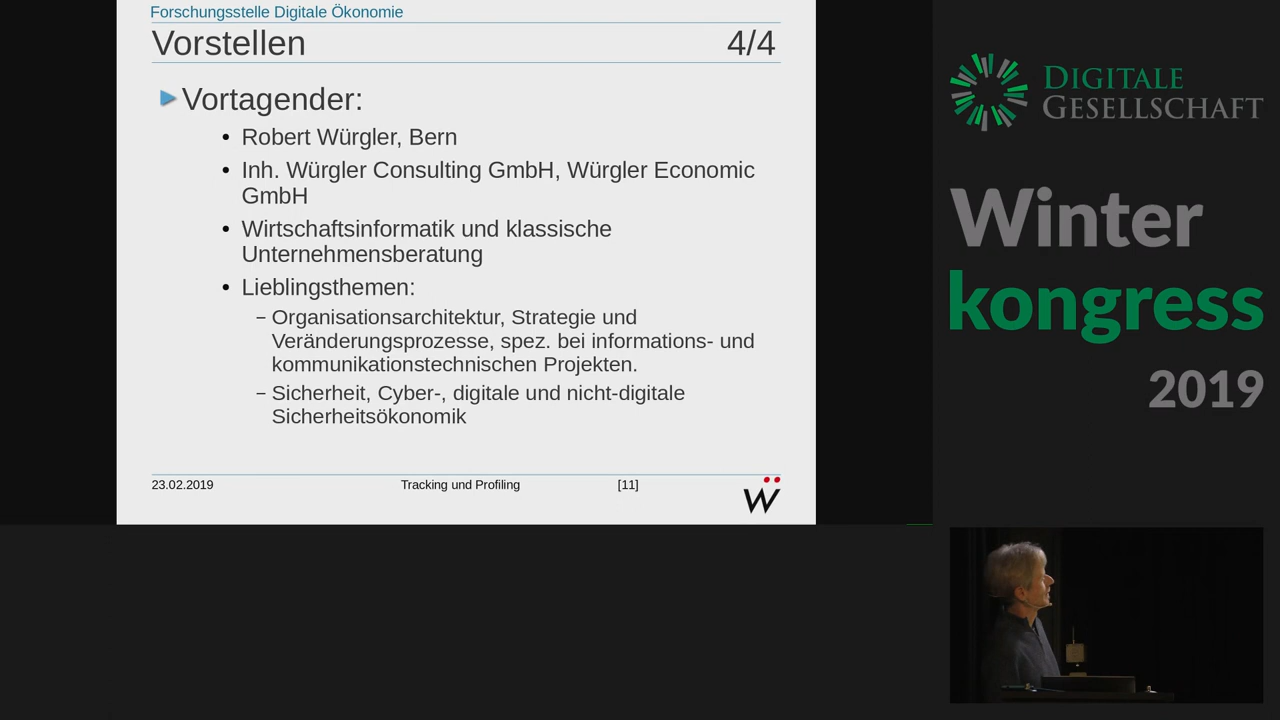 Forschungsstelle Digitale Ökonomie
Vorstellen 4/4
Vortagender:
• Robert Würgler, Bern
• Inh. Würgler Consulting GmbH, Würgler Economic
GmbH
• Wirtschaftsinformatik und klassische
Unternehmensberatung
• Lieblingsthemen:
– Organisationsarchitektur, Strategie und
Veränderungsprozesse, spez. bei informations- und
kommunikationstechnischen Projekten.
– Sicherheit, Cyber-, digitale und nicht-digitale
Sicherheitsökonomik
23.02.2019 Tracking und Profiling [11]
Ẅ
DIGITALE
GESELLSCHAFT
Winter
kongress
2019